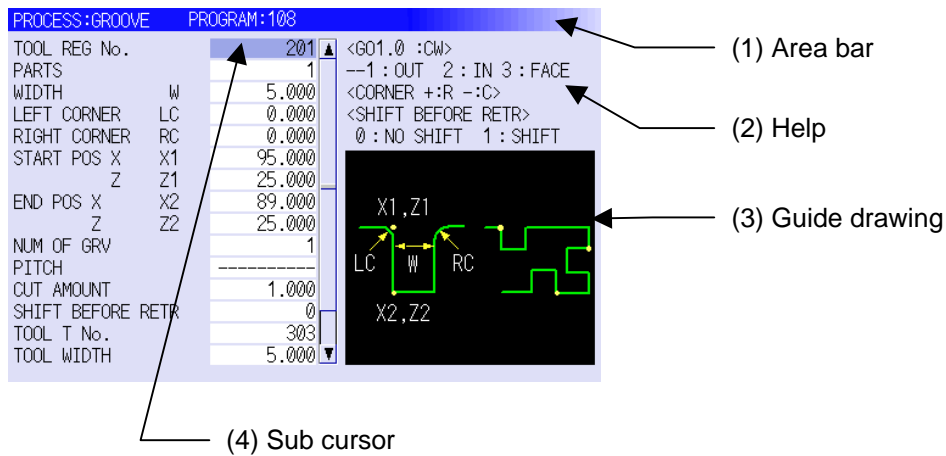 PROCESS:GROOVE PROGRAM:108
TOOL REG No. 201
PARTS 1
WIDTH W 5.000
LEFT CORNER LC 0.000
RIGHT CORNER RC 0.000
START POS X X1 95.000
Z Z1 25.000
END POS X X2 89.000
Z Z2 25.000
NUM OF GRV 1
PITCH ----------
CUT AMOUNT 1.000
SHIFT BEFORE RETR 0
TOOL T No. 303
TOOL WIDTH 5.000
<G01.0 :CW>
--1:OUT 2:IN 3:FACE
<CORNER +:R -:C>
<SHIFT BEFORE RETR>
0:NO SHIFT 1:SHIFT
X1,Z1
LC W RC
X2,Z2
(1) Area bar
(2) Help
(3) Guide drawing
(4) Sub cursor